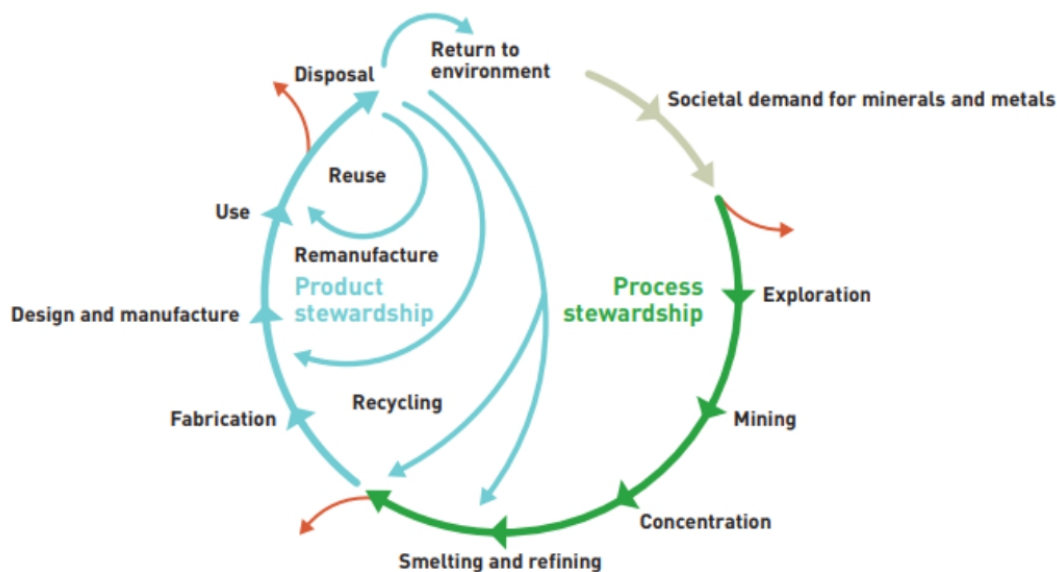 Return to
environment
Disposal
Societal demand for minerals and metals
Reuse
Use
Remanufacture
Product
stewardship
Process
stewardship
Exploration
Design and manufacture
Recycling
Fabrication
Mining
Concentration
Smelting and refining